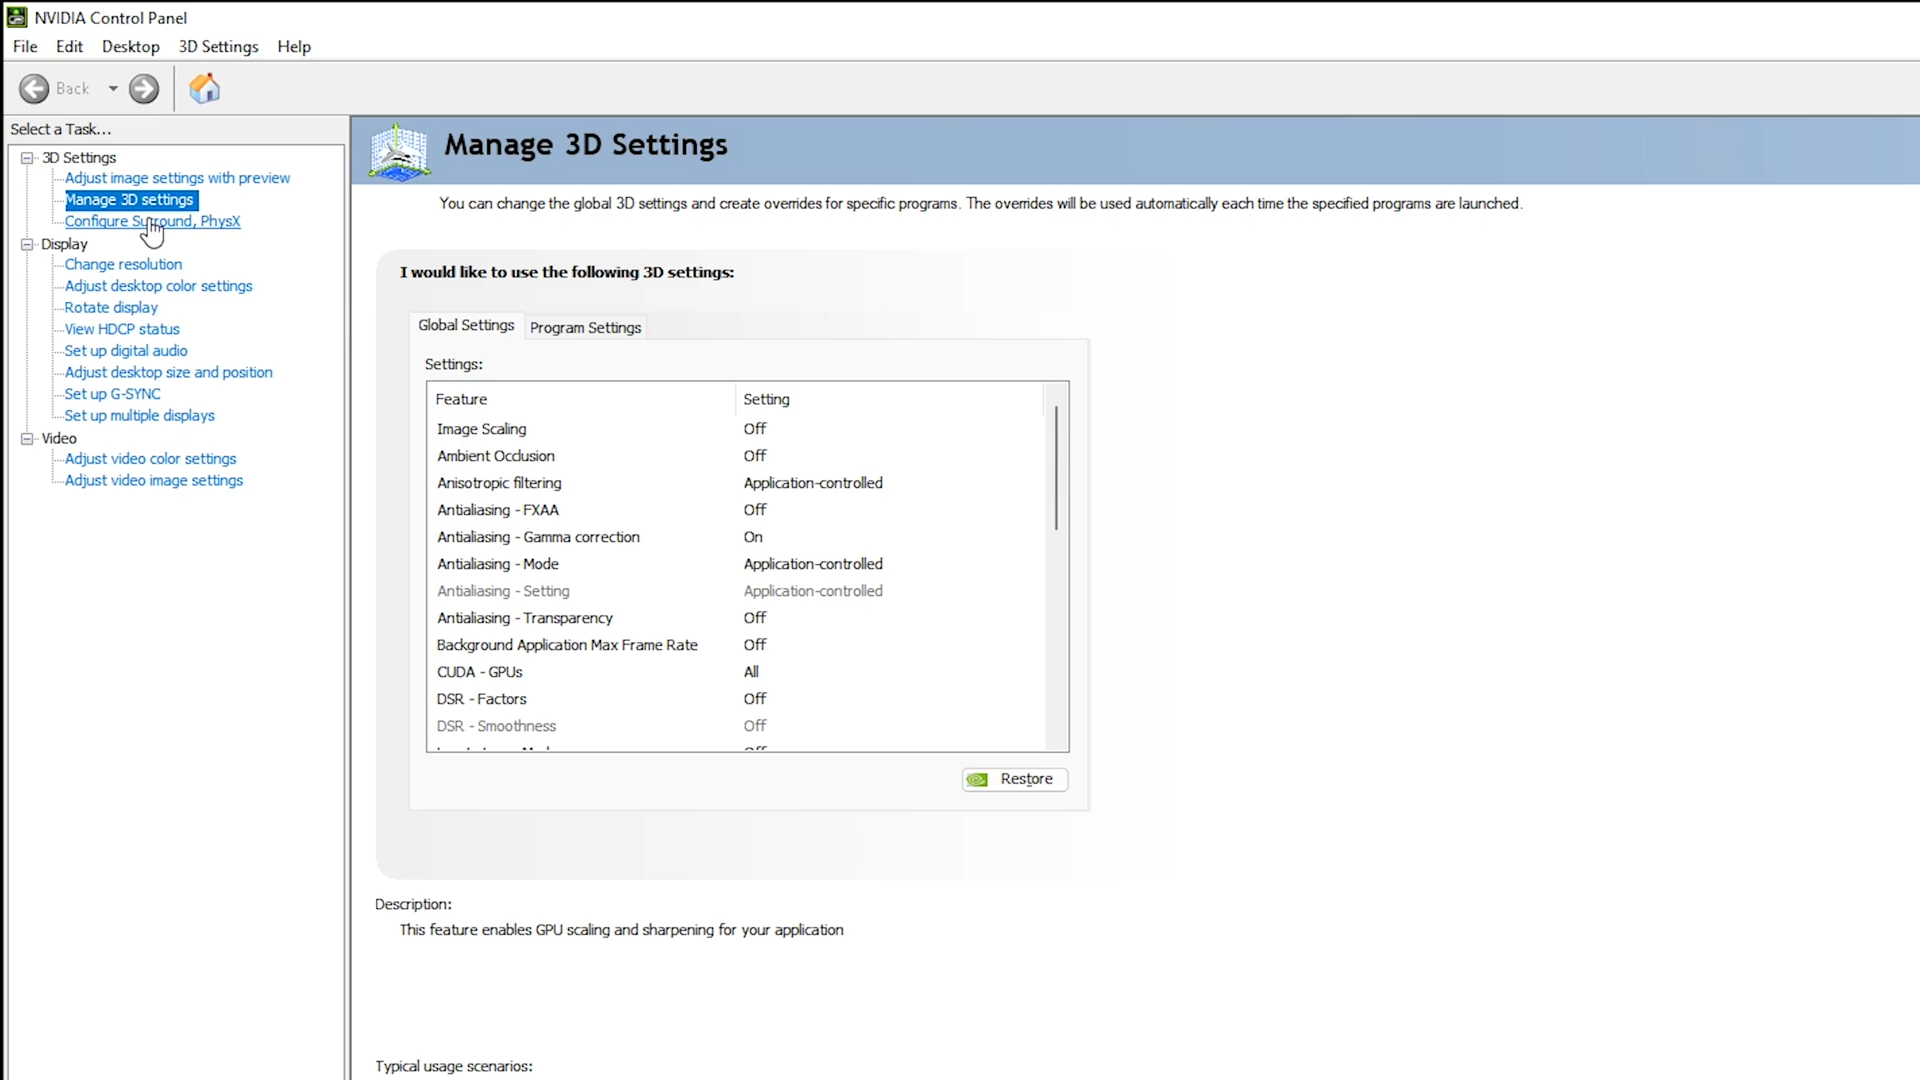 NVIDIA Control Panel
File Edit Desktop 3D Settings Help
Back
Select a Task...
3D Settings
Adjust image settings with preview
Manage 3D settings
Configure Surround, PhysX
Display
Change resolution
Adjust desktop color settings
Rotate display
View HDCP status
Set up digital audio
Adjust desktop size and position
Set up G-SYNC
Set up multiple displays
Video
Adjust video color settings
Adjust video image settings
Manage 3D Settings
You can change the global 3D settings and create overrides for specific programs. The overrides will be used automatically each time the specified programs are launched.
I would like to use the following 3D settings:
Global Settings Program Settings
Settings:
Feature Setting
Image Scaling Off
Ambient Occlusion Off
Anisotropic filtering Application-controlled
Antialiasing - FXAA Off
Antialiasing - Gamma correction On
Antialiasing - Mode Application-controlled
Antialiasing - Setting Application-controlled
Antialiasing - Transparency Off
Background Application Max Frame Rate Off
CUDA - GPUs All
DSR - Factors Off
DSR - Smoothness Off
Restore
Description:
This feature enables GPU scaling and sharpening for your application
Typical usage scenarios: